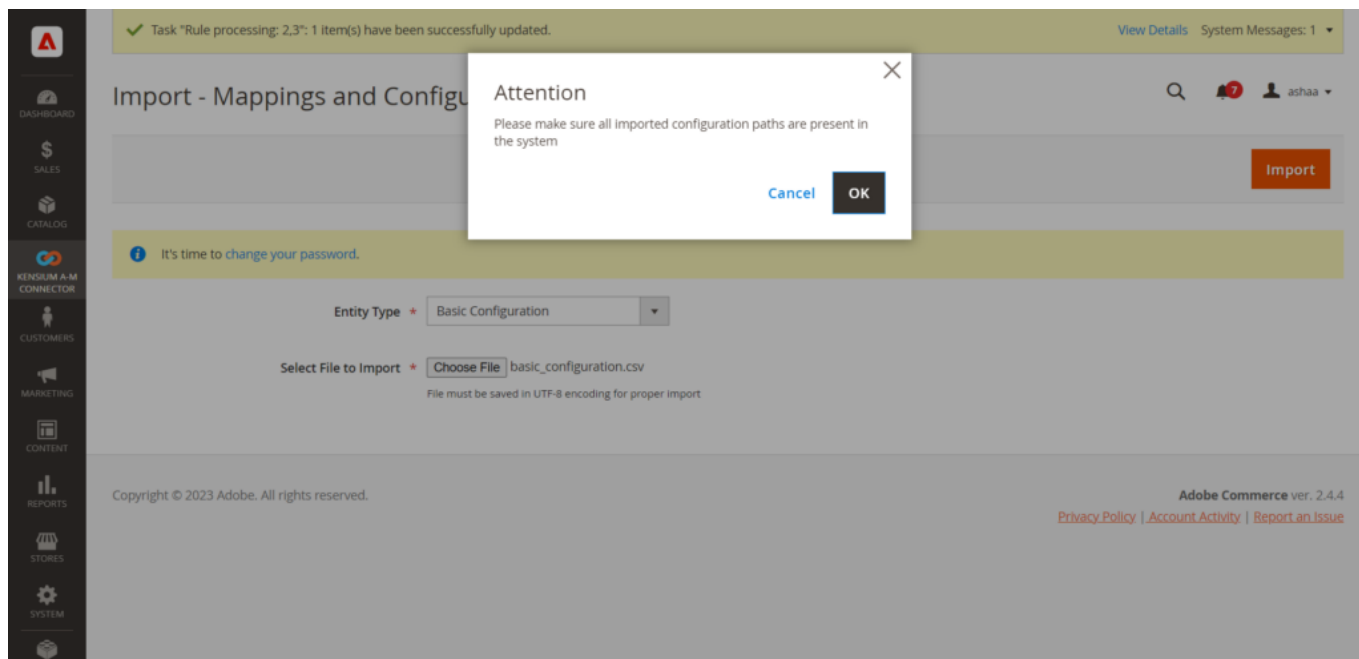 Task "Rule processing: 2,3": 1 item(s) have been successfully updated.
View Details System Messages: 1
Import - Mappings and Configu
7
ashaa
Attention
Please make sure all imported configuration paths are present in
the system
Cancel
OK
Import
It's time to change your password.
Entity Type *
Basic Configuration
Select File to Import *
Choose File basic_configuration.csv
File must be saved in UTF-8 encoding for proper import
DASHBOARD
$
SALES
CATALOG
KENSIUM A-M
CONNECTOR
CUSTOMERS
MARKETING
CONTENT
REPORTS
STORES
SYSTEM
Copyright © 2023 Adobe. All rights reserved.
Adobe Commerce ver. 2.4.4
Privacy Policy | Account Activity | Report an Issue